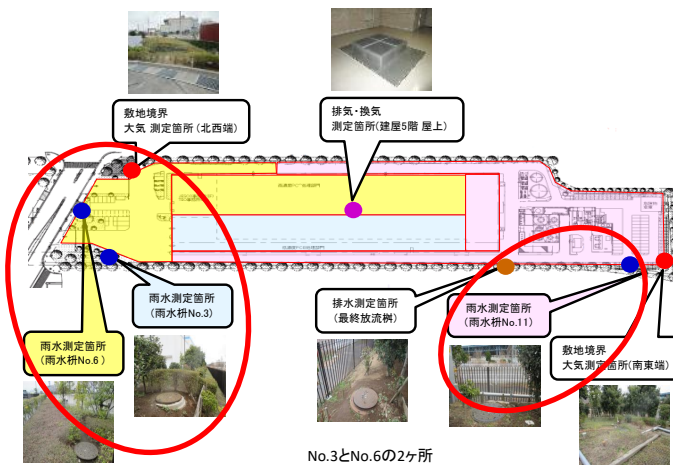 敷地境界
大気 測定箇所 (北西端)
排気・換気
測定箇所(建屋5階 屋上)
雨水測定箇所
(雨水枡No.6 )
雨水測定箇所
(雨水枡No.3)
排水測定箇所
(最終放流桝)
雨水測定箇所
(雨水枡No.11)
敷地境界
大気測定箇所(南東端)
No.3とNo.6の2ヶ所